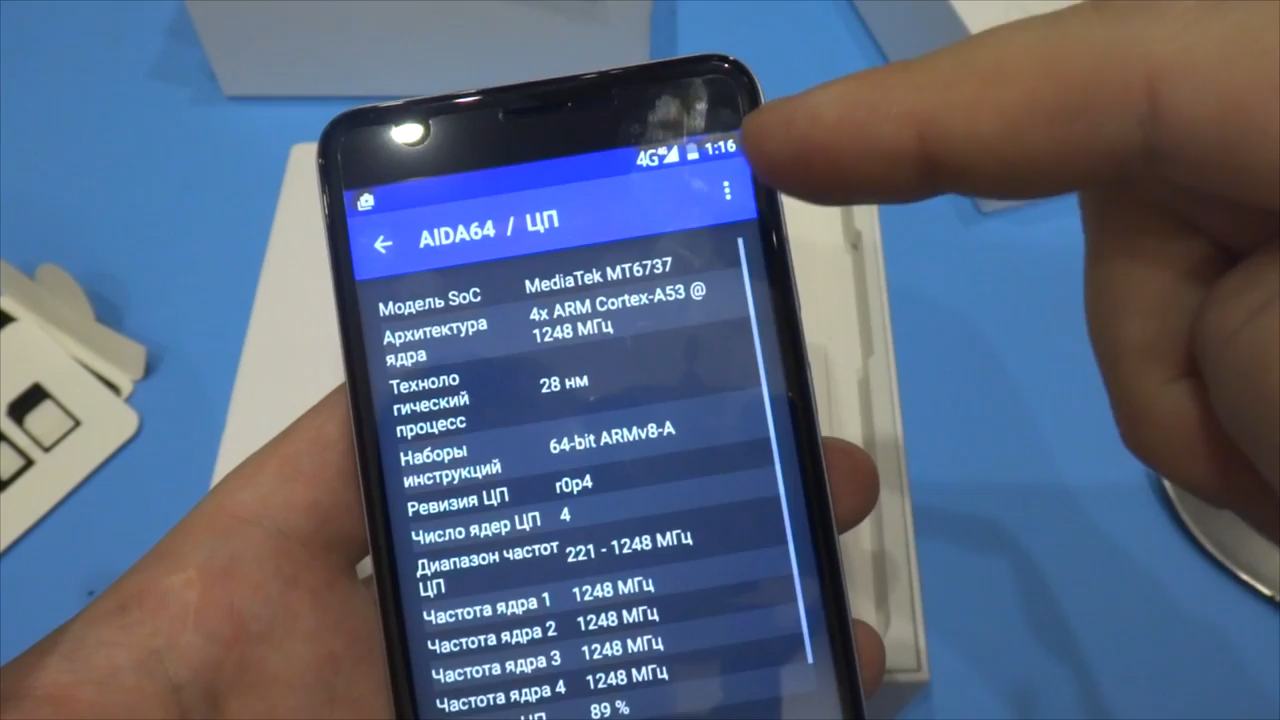 4G 4G 1:16
AIDA64 / ЦП
Модель SoC MediaTek MT6737
Архитектура ядра 4x ARM Cortex-A53 @ 1248 МГц
Техноло
гический
процесс 28 нм
Наборы
инструкций 64-bit ARMv8-A
Ревизия ЦП r0p4
Число ядер ЦП 4
Диапазон частот
ЦП 221 - 1248 МГц
Частота ядра 1 1248 МГц
Частота ядра 2 1248 МГц
Частота ядра 3 1248 МГц
Частота ядра 4 1248 МГц
ЦП 89 %